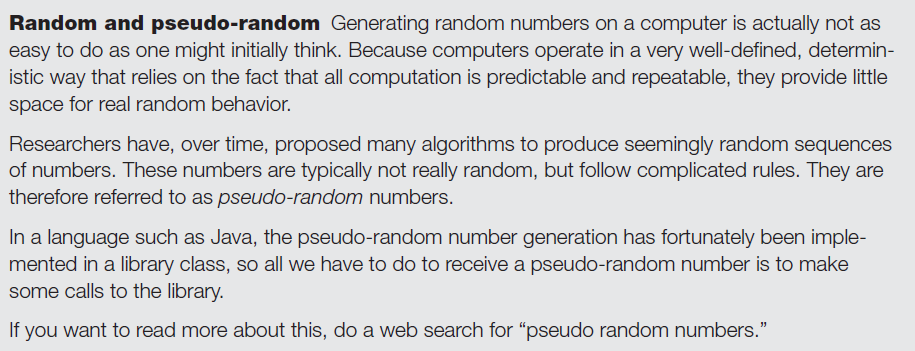 Random and pseudo-random Generating random numbers on a computer is actually not as
easy to do as one might initially think. Because computers operate in a very well-defined, determin-
istic way that relies on the fact that all computation is predictable and repeatable, they provide little
space for real random behavior.
Researchers have, over time, proposed many algorithms to produce seemingly random sequences
of numbers. These numbers are typically not really random, but follow complicated rules. They are
therefore referred to as pseudo-random numbers.
In a language such as Java, the pseudo-random number generation has fortunately been imple-
mented in a library class, so all we have to do to receive a pseudo-random number is to make
some calls to the library.
If you want to read more about this, do a web search for “pseudo random numbers.”